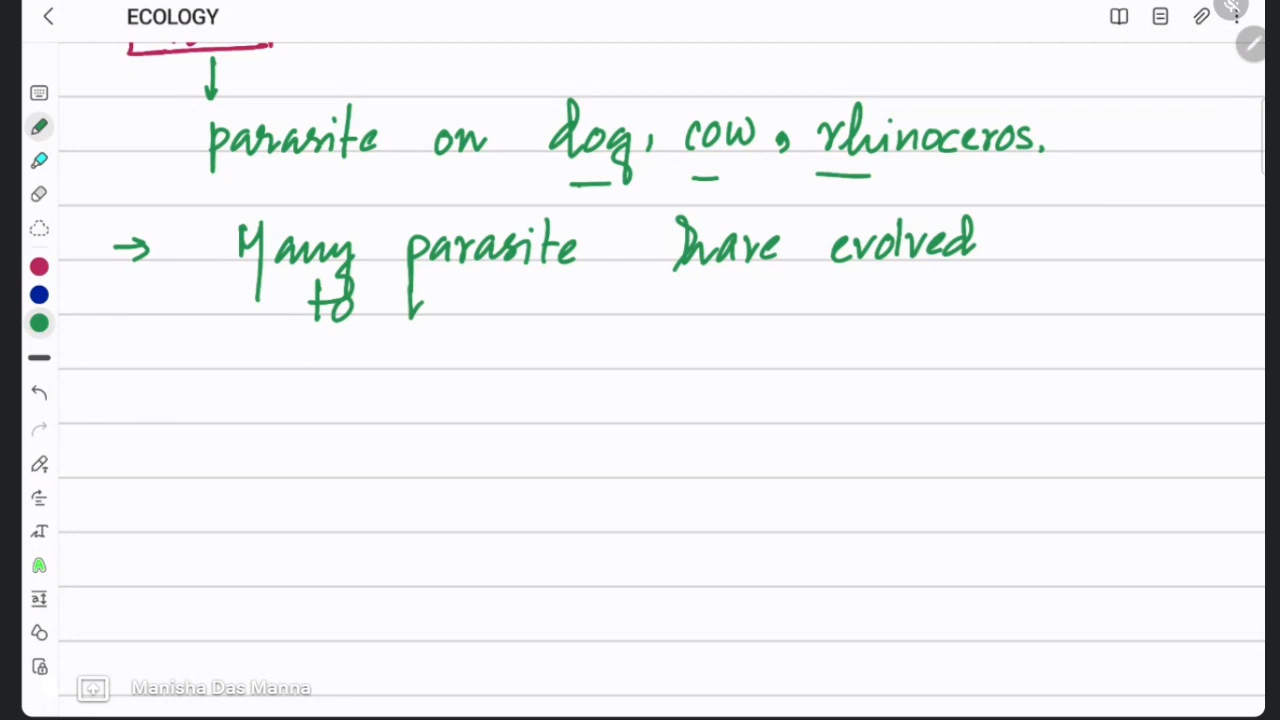 ECOLOGY
parasite on dog, cow, rhinoceros.
→ Many parasite have evolved
to
Manisha Das Manna